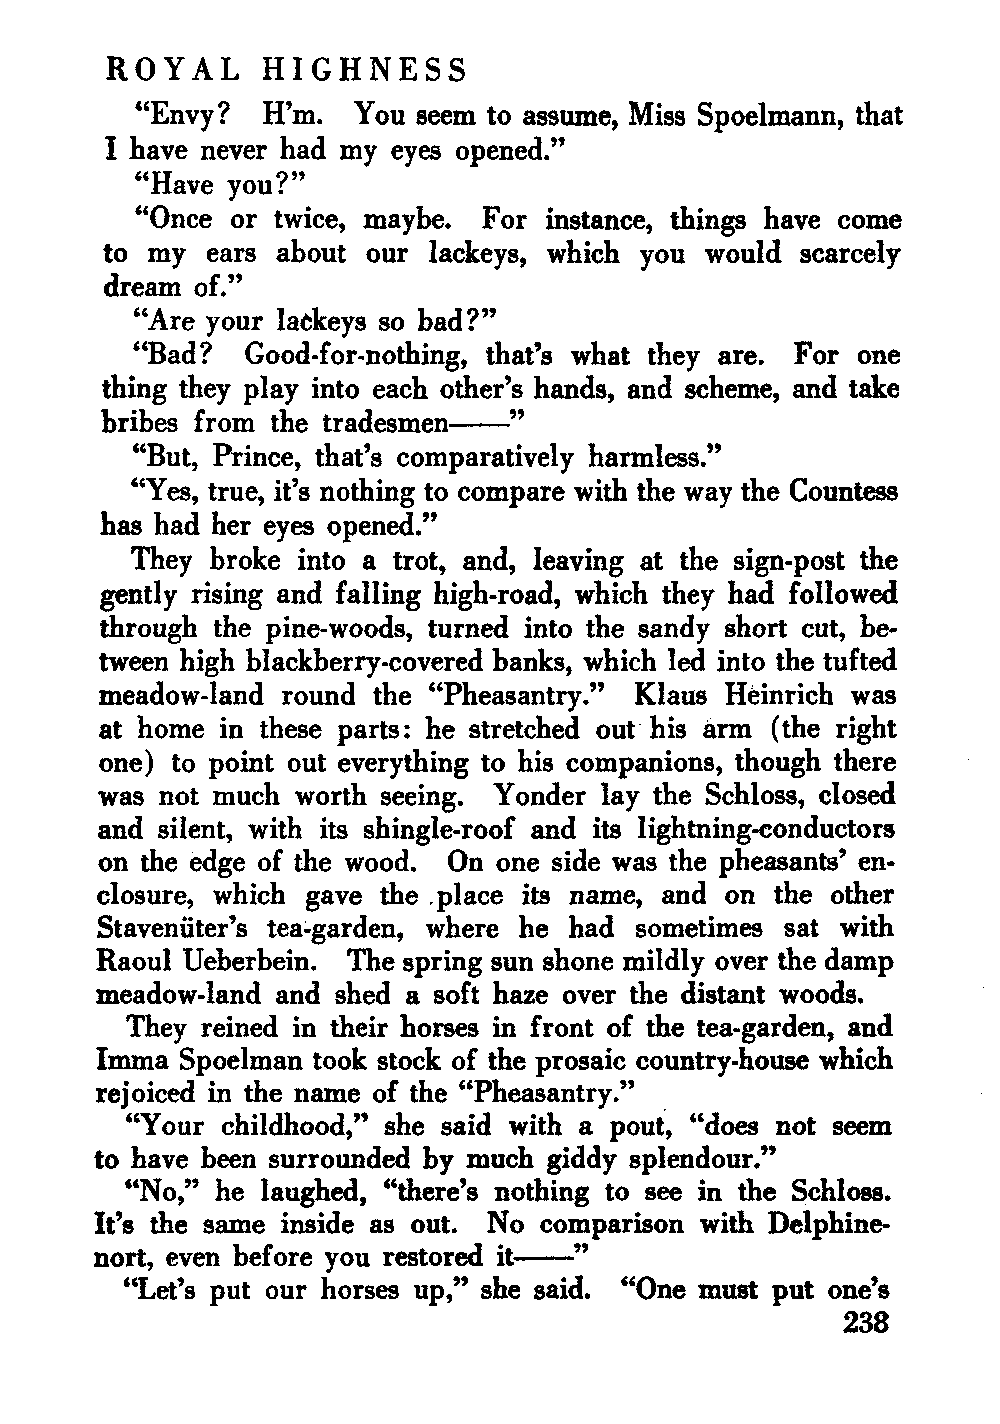 ROYAL HIGHNESS
“Envy? H’m. You seem to assume, Miss Spoelmann, that
I have never had my eyes opened.”
“Have you?”
“Once or twice, maybe. For instance, things have come
to my ears about our lackeys, which you would scarcely
dream of.”
“Are your lackeys so bad?”
“Bad? Good-for-nothing, that’s what they are. For one
thing they play into each other’s hands, and scheme, and take
bribes from the tradesmen——”
“But, Prince, that’s comparatively harmless.”
“Yes, true, it’s nothing to compare with the way the Countess
has had her eyes opened.”
They broke into a trot, and, leaving at the sign-post the
gently rising and falling high-road, which they had followed
through the pine-woods, turned into the sandy short cut, be-
tween high blackberry-covered banks, which led into the tufted
meadow-land round the “Pheasantry.” Klaus Heinrich was
at home in these parts: he stretched out his arm (the right
one) to point out everything to his companions, though there
was not much worth seeing. Yonder lay the Schloss, closed
and silent, with its shingle-roof and its lightning-conductors
on the edge of the wood. On one side was the pheasants’ en-
closure, which gave the place its name, and on the other
Stavenüter’s tea-garden, where he had sometimes sat with
Raoul Ueberbein. The spring sun shone mildly over the damp
meadow-land and shed a soft haze over the distant woods.
They reined in their horses in front of the tea-garden, and
Imma Spoelman took stock of the prosaic country-house which
rejoiced in the name of the “Pheasantry.”
“Your childhood,” she said with a pout, “does not seem
to have been surrounded by much giddy splendour.”
“No,” he laughed, “there’s nothing to see in the Schloss.
It’s the same inside as out. No comparison with Delphine-
nort, even before you restored it——”
“Let’s put our horses up,” she said. “One must put one’s
238